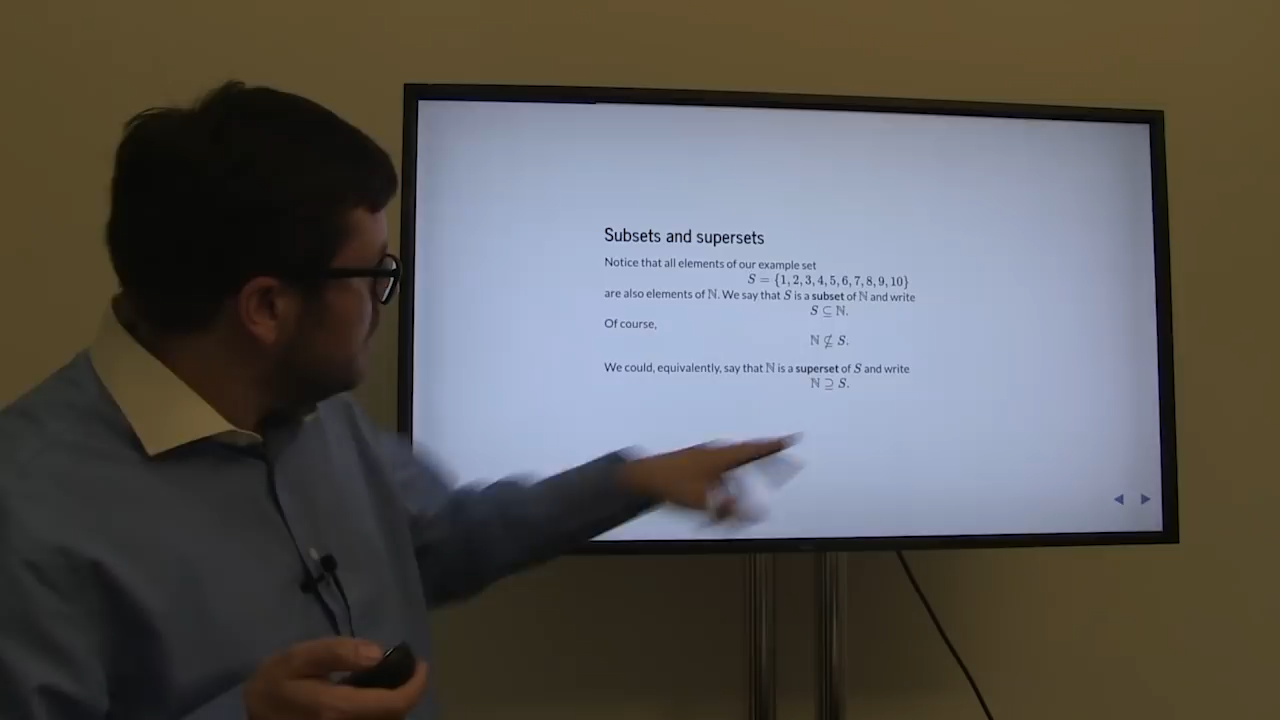 Subsets and supersets
Notice that all elements of our example set
S = {1, 2, 3, 4, 5, 6, 7, 8, 9, 10}
are also elements of ℕ. We say that S is a subset of ℕ and write
S ⊆ ℕ.
Of course,
ℕ ⊈ S.
We could, equivalently, say that ℕ is a superset of S and write
ℕ ⊇ S.